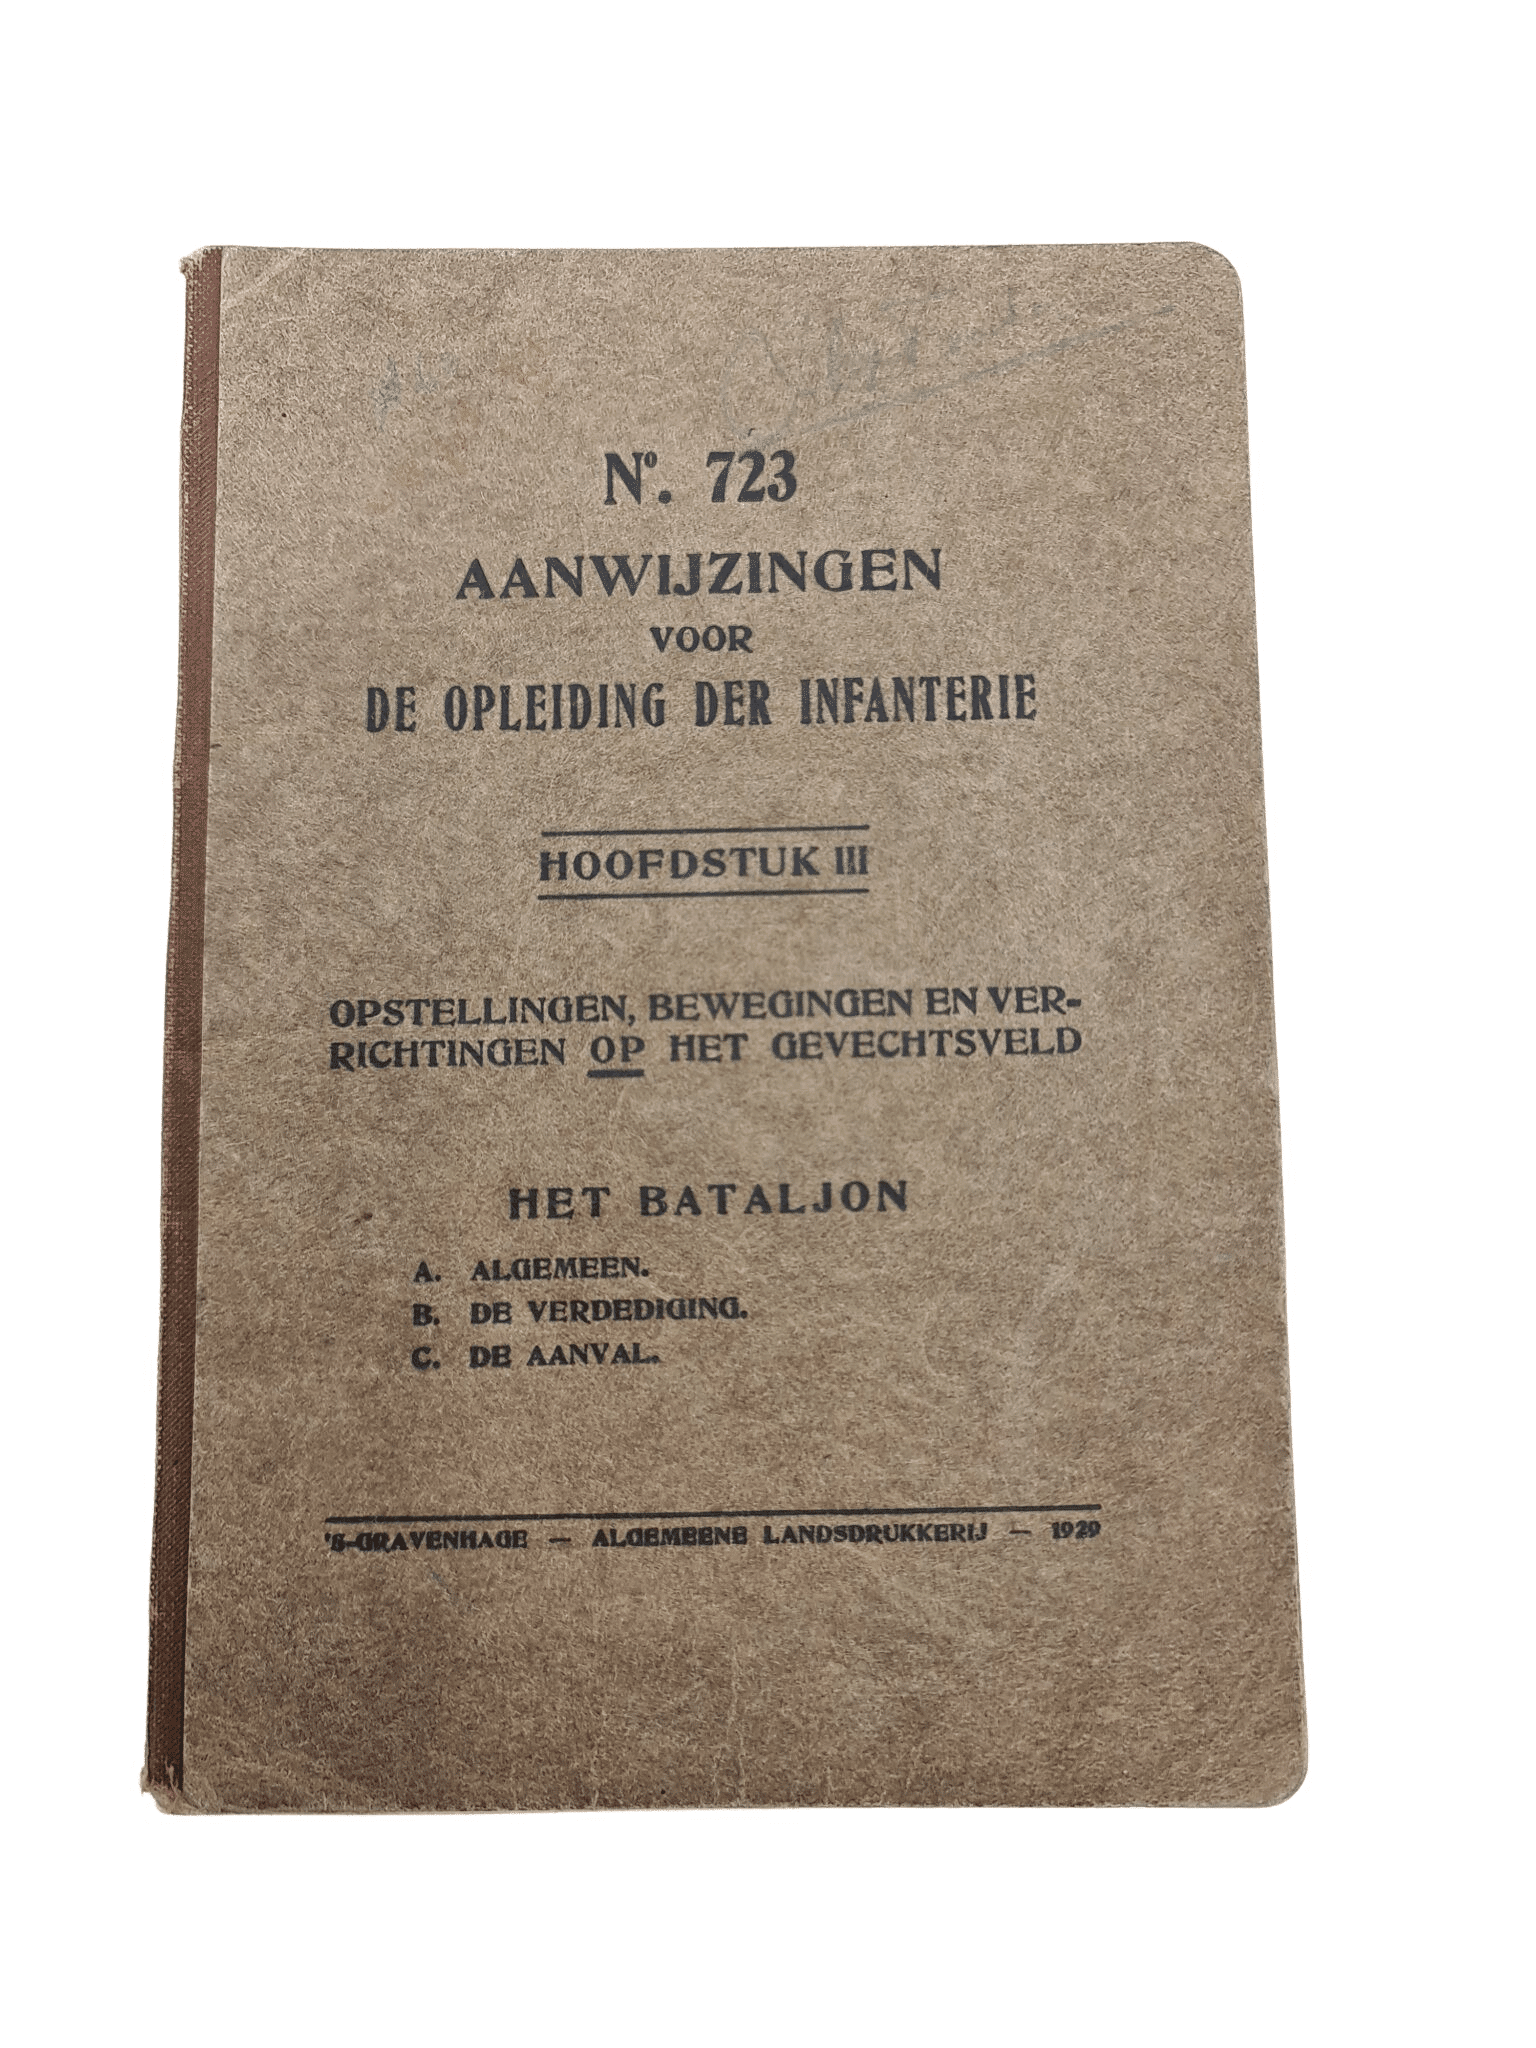 Nº. 723
AANWIJZINGEN
VOOR
DE OPLEIDING DER INFANTERIE
HOOFDSTUK III
OPSTELLINGEN, BEWEGINGEN EN VER-
RICHTINGEN OP HET GEVECHTSVELD
HET BATALJON
A. ALGEMEEN.
B. DE VERDEDIGING.
C. DE AANVAL.
'S-GRAVENHAGE — ALGEMEENE LANDSDRUKKERIJ — 1929